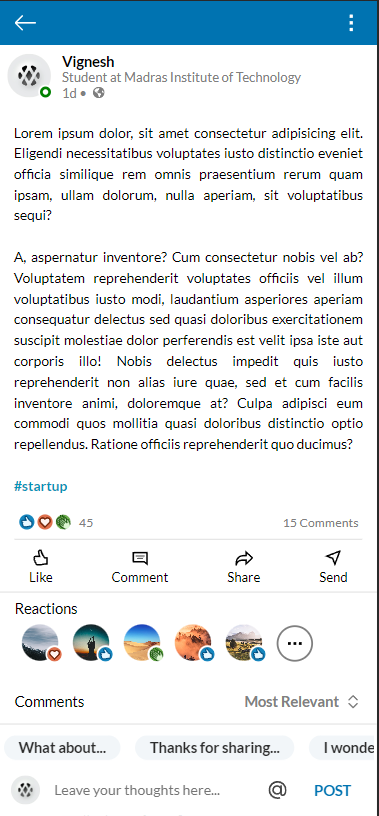 Vignesh
Student at Madras Institute of Technology
1d •
Lorem ipsum dolor, sit amet consectetur adipisicing elit.
Eligendi necessitatibus voluptates iusto distinctio eveniet
officia similique rem omnis praesentium rerum quam
ipsam, ullam dolorum, nulla aperiam, sit voluptatibus
sequi?
A, aspernatur inventore? Cum consectetur nobis vel ab?
Voluptatem reprehenderit voluptates officiis vel illum
voluptatibus iusto modi, laudantium asperiores aperiam
consequatur delectus sed quasi doloribus exercitationem
suscipit molestiae dolor perferendis est velit ipsa iste aut
corporis illo! Nobis delectus impedit quis iusto
reprehenderit non alias iure quae, sed et cum facilis
inventore animi, doloremque at? Culpa adipisci eum
commodi quos mollitia quasi doloribus distinctio optio
repellendus. Ratione officiis reprehenderit quo ducimus?
#startup
45 15 Comments
Like Comment Share Send
Reactions
Comments Most Relevant
What about... Thanks for sharing... I wonde
Leave your thoughts here... @ POST